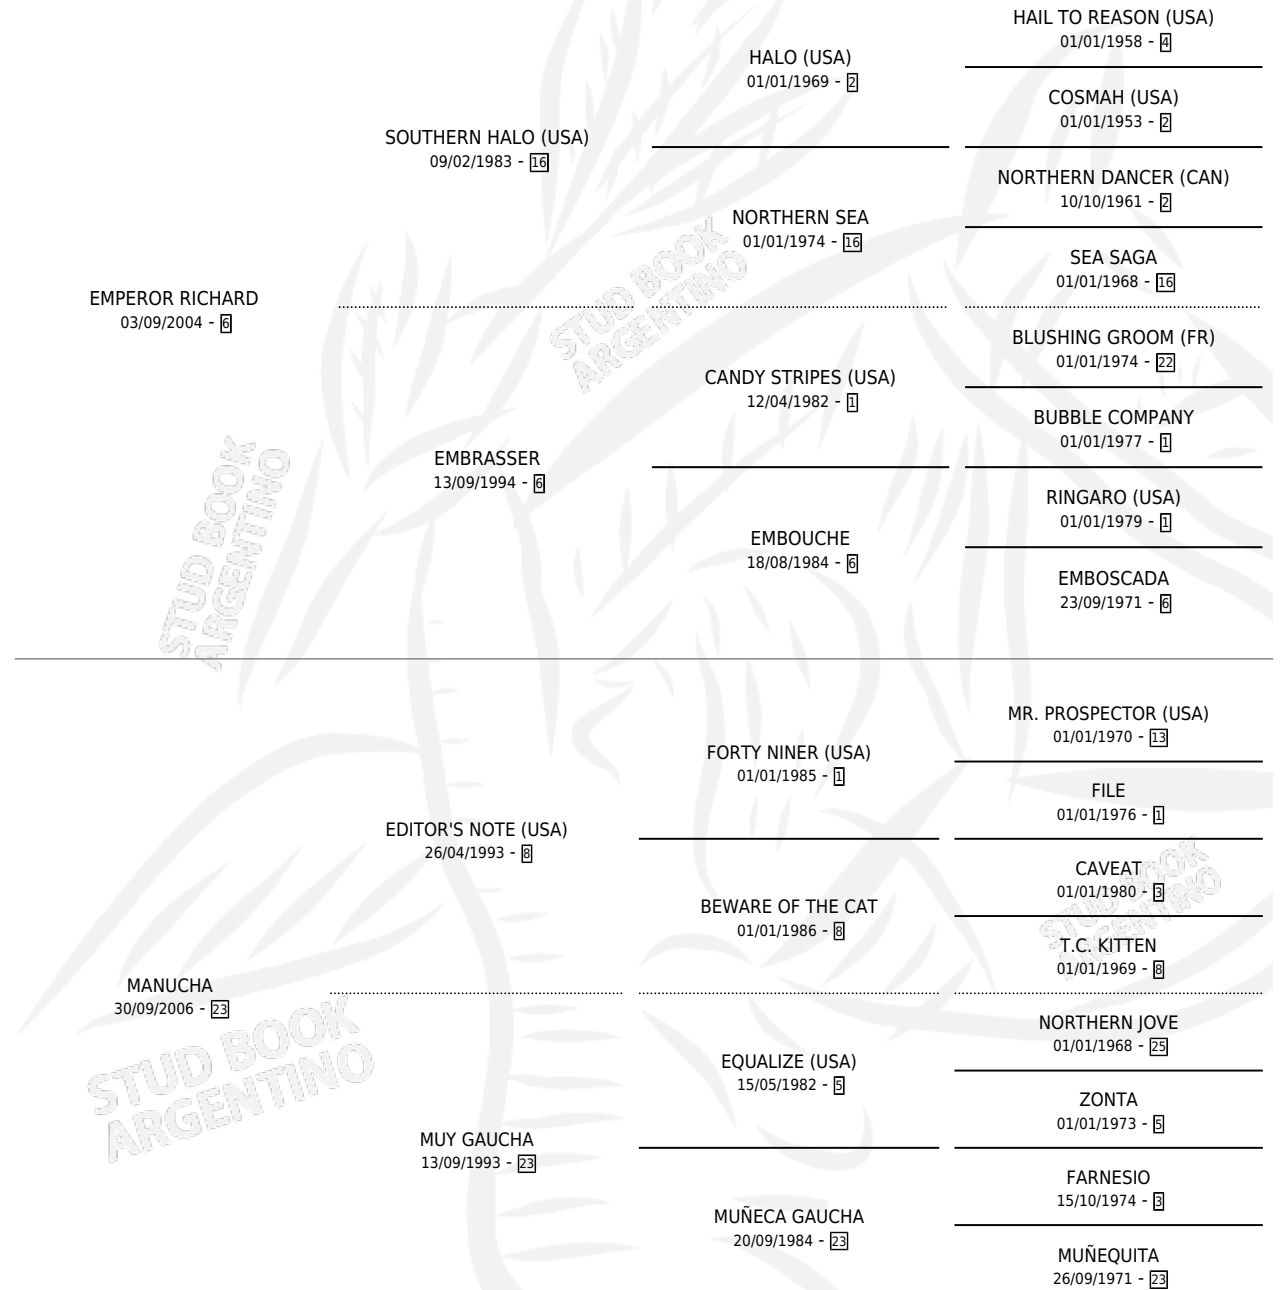 HAIL TO REASON (USA)
01/01/1958 - 4
HALO (USA)
01/01/1969 - 2
COSMAH (USA)
01/01/1953 - 2
SOUTHERN HALO (USA)
09/02/1983 - 16
NORTHERN DANCER (CAN)
10/10/1961 - 2
NORTHERN SEA
01/01/1974 - 16
SEA SAGA
01/01/1968 - 16
EMPEROR RICHARD
03/09/2004 - 6
STUD BOOK
ARGENTINO
BLUSHING GROOM (FR)
01/01/1974 - 22
CANDY STRIPES (USA)
12/04/1982 - 1
BUBBLE COMPANY
01/01/1977 - 1
EMBRASSER
13/09/1994 - 6
RINGARO (USA)
01/01/1979 - 1
EMBOUCHE
18/08/1984 - 6
EMBOSCADA
23/09/1971 - 6
STUD BOOK
ARGENTINO
MR. PROSPECTOR (USA)
01/01/1970 - 13
FORTY NINER (USA)
01/01/1985 - 1
FILE
01/01/1976 - 1
EDITOR'S NOTE (USA)
26/04/1993 - 8
CAVEAT
01/01/1980 - 3
BEWARE OF THE CAT
01/01/1986 - 8
STUD BOOK
ARGENTINO
T.C. KITTEN
01/01/1969 - 8
MANUCHA
30/09/2006 - 23
NORTHERN JOVE
01/01/1968 - 25
STUD BOOK
ARGENTINO
EQUALIZE (USA)
15/05/1982 - 5
ZONTA
01/01/1973 - 5
MUY GAUCHA
13/09/1993 - 23
FARNESIO
15/10/1974 - 3
MUÑECA GAUCHA
20/09/1984 - 23
MUÑEQUITA
26/09/1971 - 23